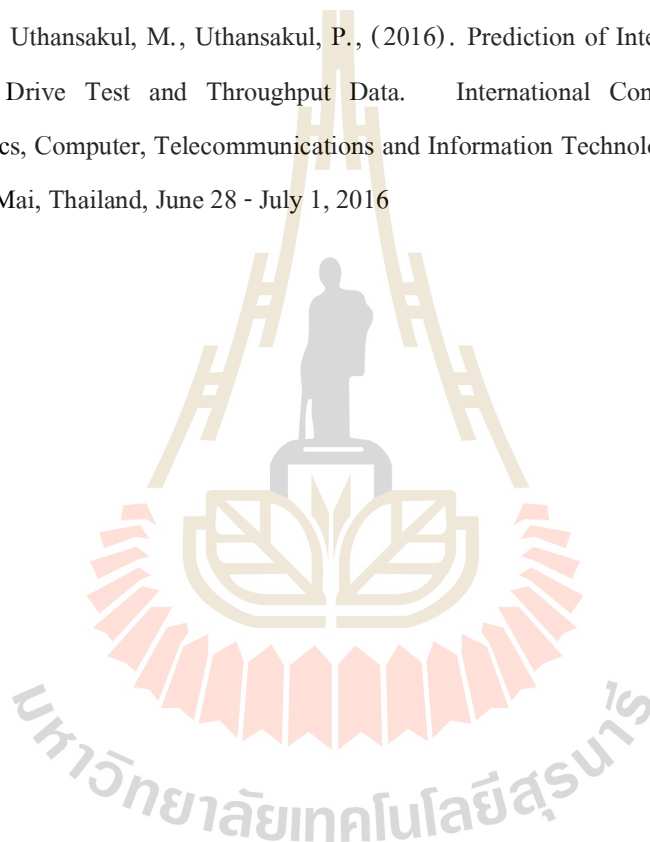 Uthansakul, M., Uthansakul, P., (2016). Prediction of Inte
Drive Test and Throughput Data. International Con
cs, Computer, Telecommunications and Information Technolo
Mai, Thailand, June 28 - July 1, 2016
มหาวิทยาลัยเทคโนโลยีสุรนารี